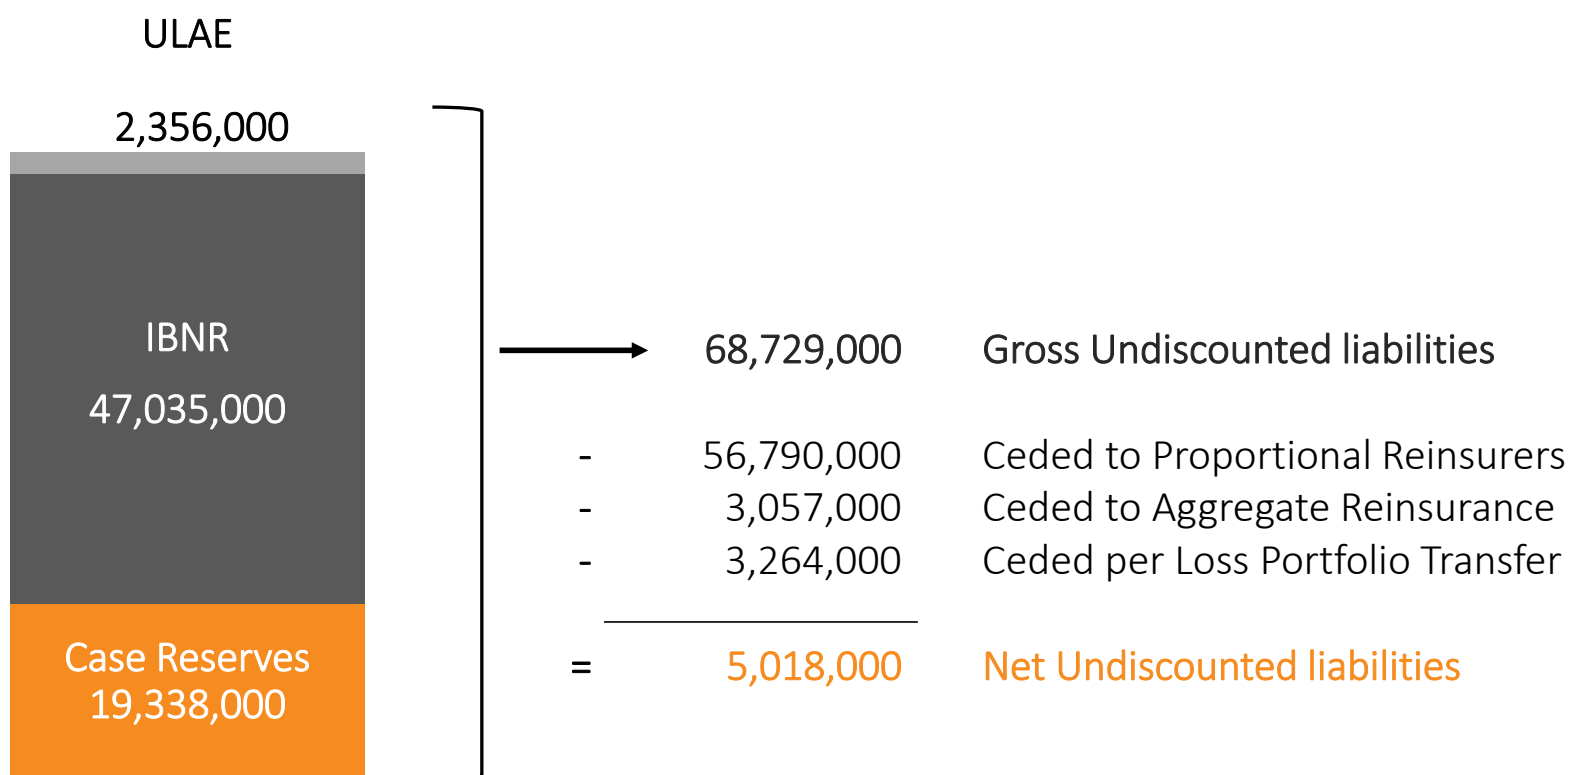 ULAE
2,356,000
IBNR
47,035,000
Case Reserves
19,338,000
68,729,000 Gross Undiscounted liabilities
- 56,790,000 Ceded to Proportional Reinsurers
- 3,057,000 Ceded to Aggregate Reinsurance
- 3,264,000 Ceded per Loss Portfolio Transfer
= 5,018,000 Net Undiscounted liabilities